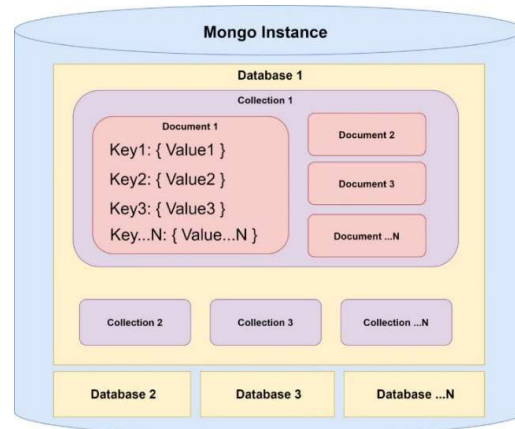 Mongo Instance
Database 1
Collection 1
Document 1
Key1: { Value1 }
Key2: { Value2 }
Key3: { Value3 }
Key...N: { Value...N }
Document 2
Document 3
Document ...N
Collection 2
Collection 3
Collection ...N
Database 2
Database 3
Database ...N